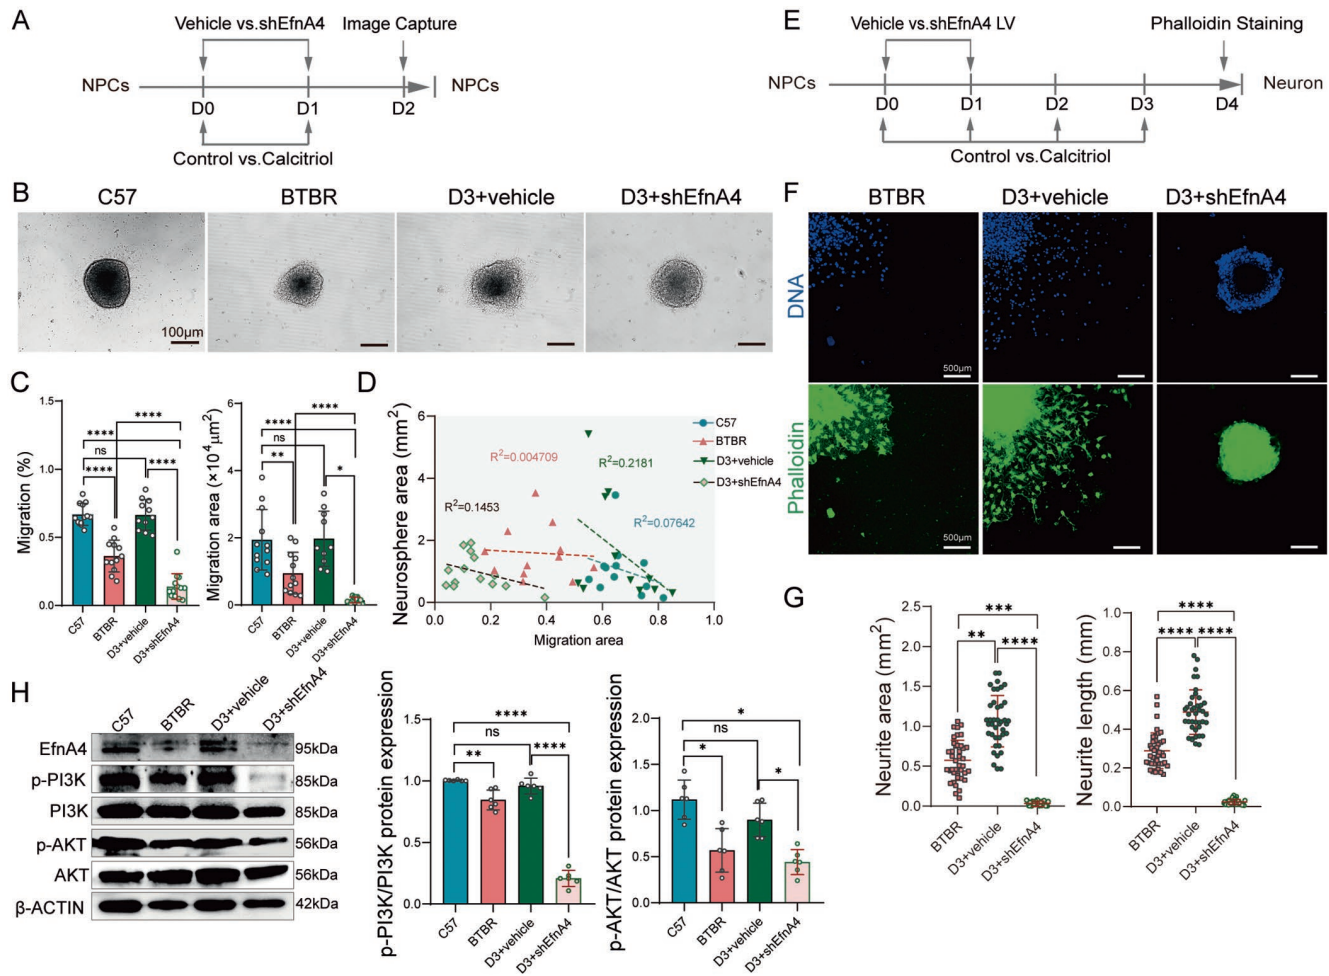 A
Vehicle vs.shEfnA4
Image Capture
NPCs
NPCs
D0
D1
D2
Control vs.Calcitriol
E
Vehicle vs.shEfnA4 LV
Phalloidin Staining
NPCs
Neuron
D0
D1
D2
D3
D4
Control vs.Calcitriol
B
C57
BTBR
D3+vehicle
D3+shEfnA4
100μm
F
BTBR
D3+vehicle
D3+shEfnA4
DNA
500μm
Phalloidin
500μm
C
Migration (%)
1.5
1.0
0.5
0.0
****
****
ns
****
****
C57
BTBR
D3+vehicle
D3+shEfnA4
Migration area (×10⁴μm²)
6
4
2
0
****
****
ns
**
*
C57
BTBR
D3+vehicle
D3+shEfnA4
D
Neurosphere area (mm²)
6
4
2
0
R²=0.004709
R²=0.2181
R²=0.1453
R²=0.07642
C57
BTBR
D3+vehicle
D3+shEfnA4
0.0
0.2
0.4
0.6
0.8
1.0
Migration area
G
Neurite area (mm²)
2.5
2.0
1.5
1.0
0.5
0.0
***
**
****
BTBR
D3+vehicle
D3+shEfnA4
Neurite length (mm)
1.0
0.8
0.6
0.4
0.2
0.0
****
****
****
BTBR
D3+vehicle
D3+shEfnA4
H
C57
BTBR
D3+vehicle
D3+shEfnA4
EfnA4
95kDa
p-PI3K
85kDa
PI3K
85kDa
p-AKT
56kDa
AKT
56kDa
β-ACTIN
42kDa
p-PI3K/PI3K protein expression
1.5
1.0
0.5
0.0
****
ns
**
****
C57
BTBR
D3+vehicle
D3+shEfnA4
p-AKT/AKT protein expression
2.0
1.5
1.0
0.5
0.0
*
ns
*
*
C57
BTBR
D3+vehicle
D3+shEfnA4